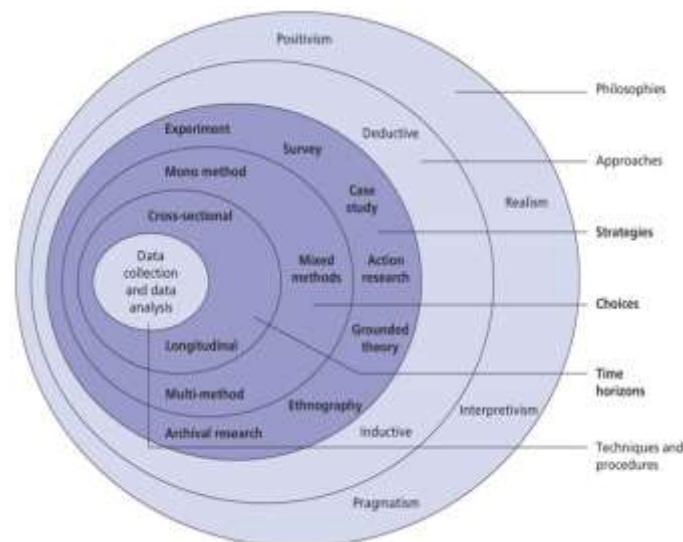 Positivism
Philosophies
Experiment
Deductive
Survey
Approaches
Mono method
Case
study
Cross-sectional
Realism
Strategies
Data
collection
and data
analysis
Mixed
methods
Action
research
Choices
Grounded
theory
Longitudinal
Time
horizons
Multi-method
Ethnography
Interpretivism
Archival research
Inductive
Techniques and
procedures
Pragmatism